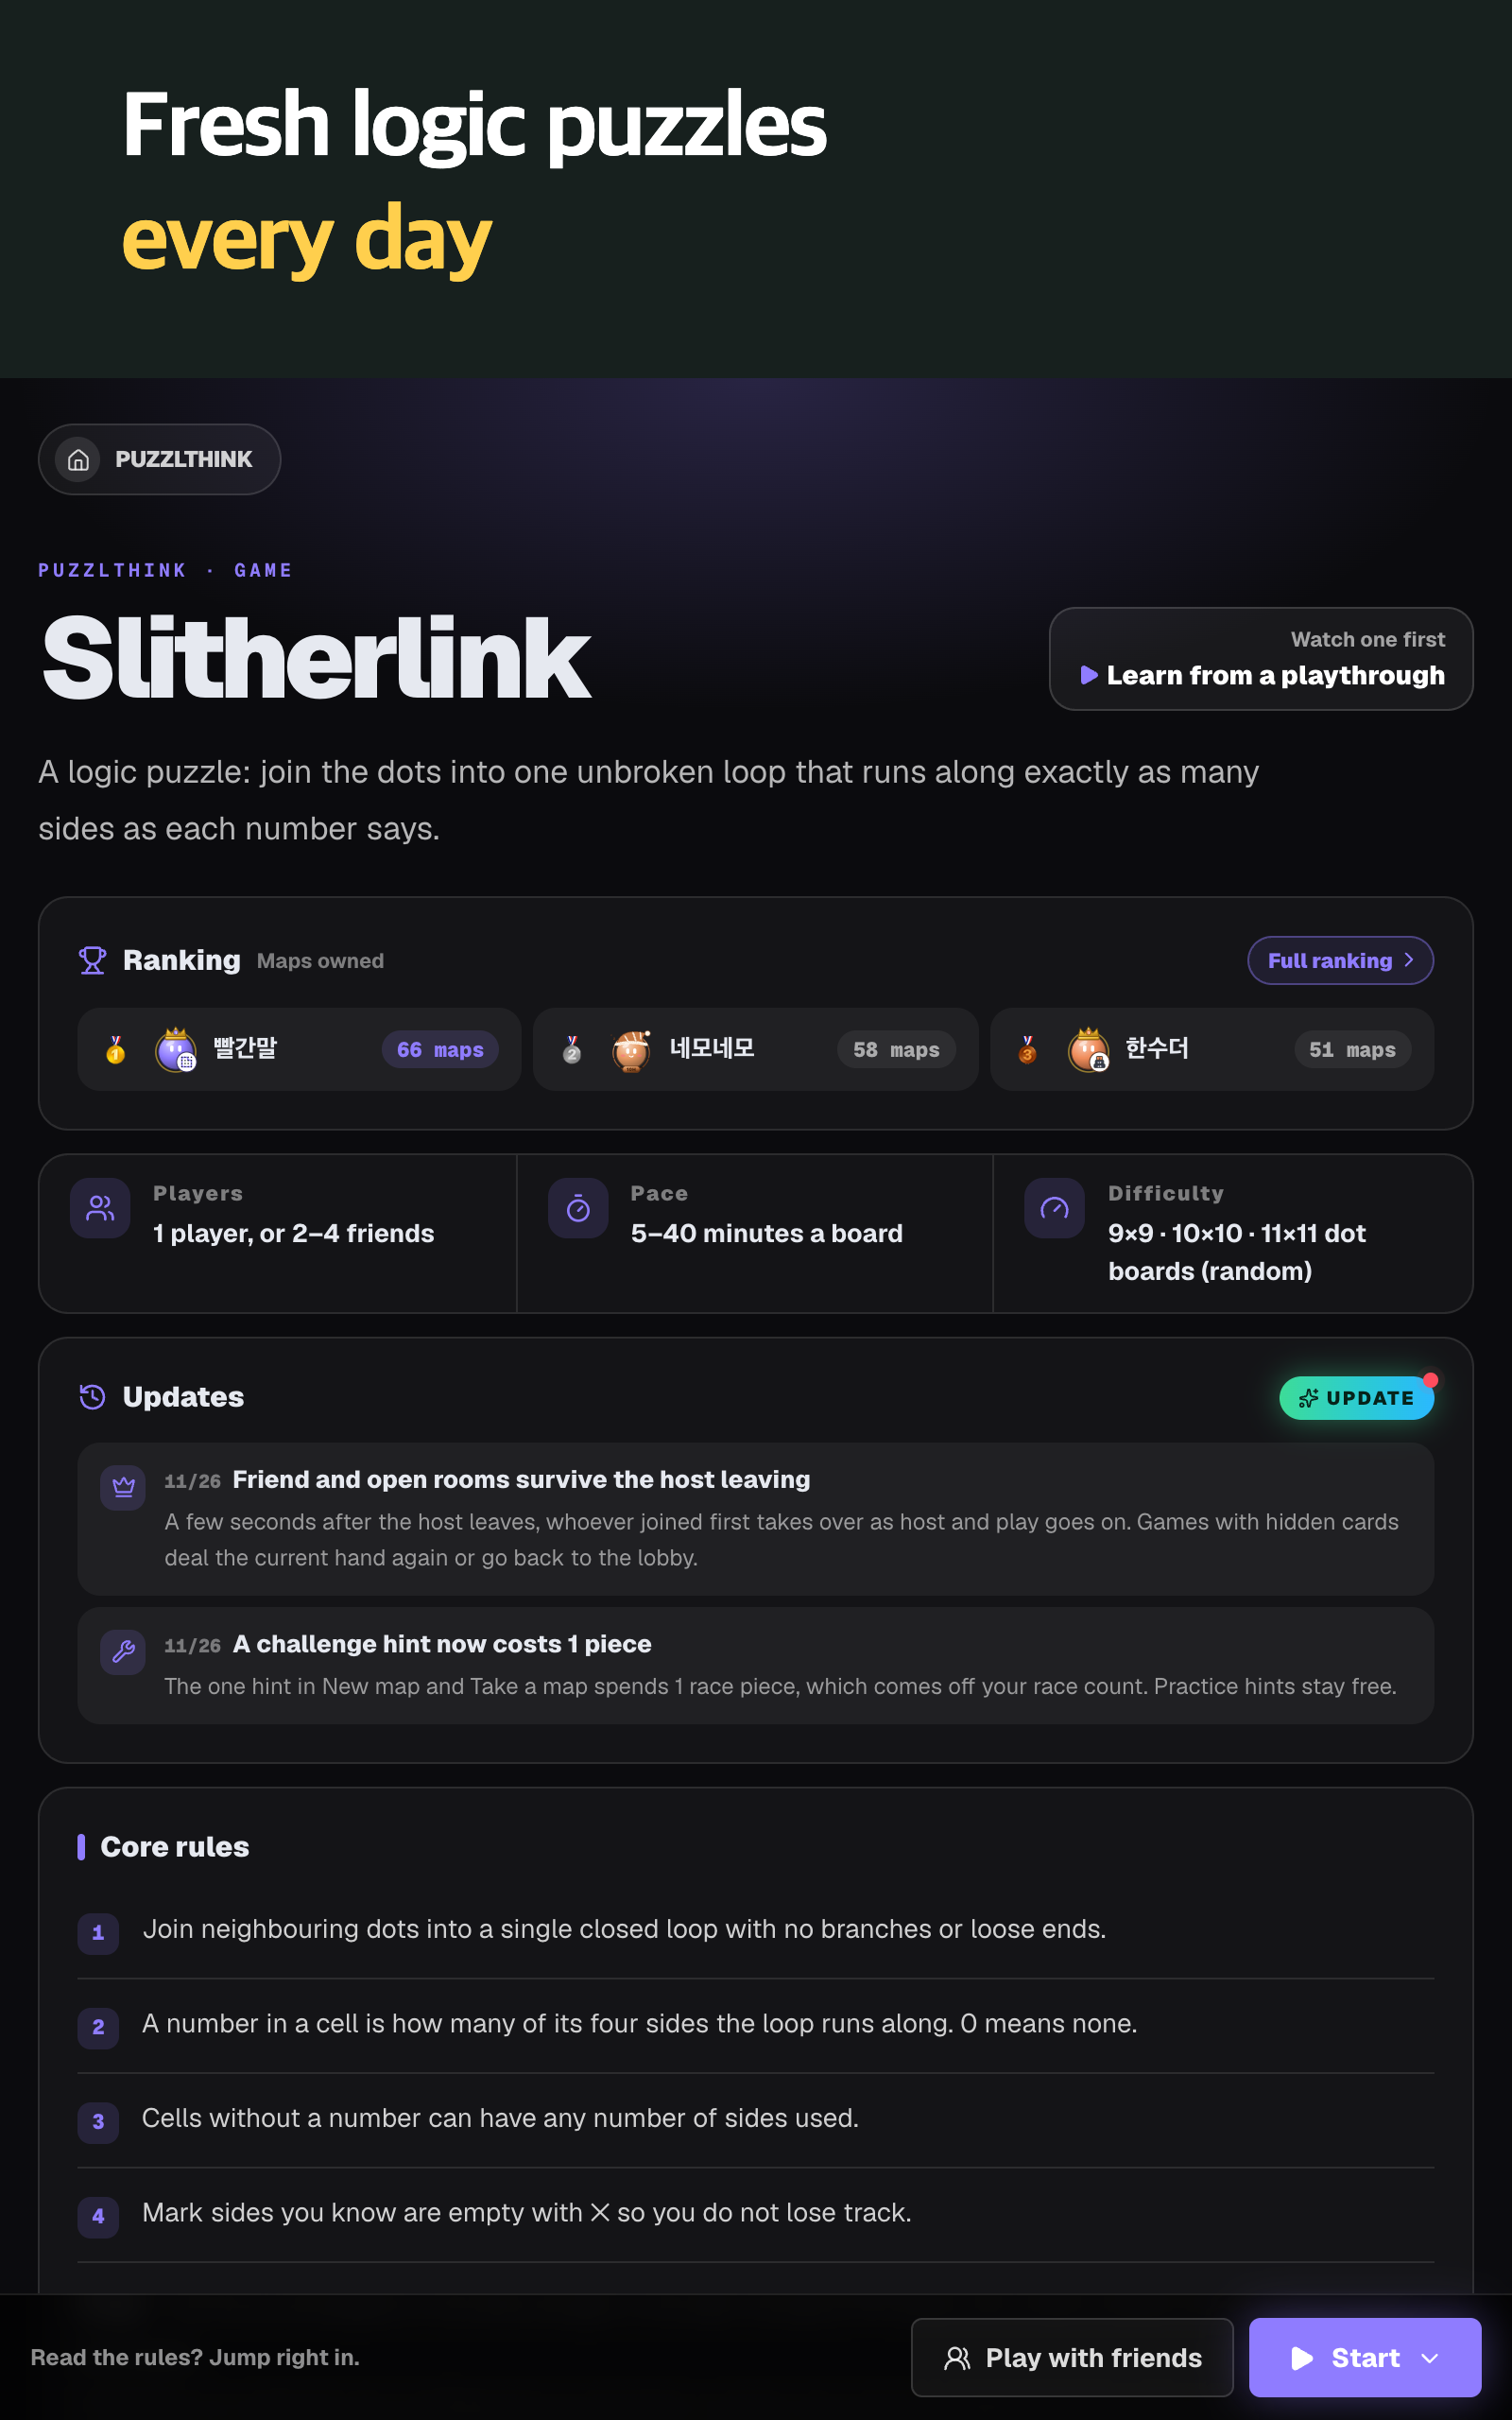 Fresh logic puzzles
every day
PUZZLTHINK
PUZZLTHINK · GAME
Slitherlink
Watch one first
Learn from a playthrough
A logic puzzle: join the dots into one unbroken loop that runs along exactly as many
sides as each number says.
Ranking Maps owned
Full ranking
1 빨간말 66 maps
2 네모네모 58 maps
3 한수더 51 maps
Players
1 player, or 2–4 friends
Pace
5–40 minutes a board
Difficulty
9×9 · 10×10 · 11×11 dot
boards (random)
Updates
UPDATE
11/26 Friend and open rooms survive the host leaving
A few seconds after the host leaves, whoever joined first takes over as host and play goes on. Games with hidden cards
deal the current hand again or go back to the lobby.
11/26 A challenge hint now costs 1 piece
The one hint in New map and Take a map spends 1 race piece, which comes off your race count. Practice hints stay free.
Core rules
1 Join neighbouring dots into a single closed loop with no branches or loose ends.
2 A number in a cell is how many of its four sides the loop runs along. 0 means none.
3 Cells without a number can have any number of sides used.
4 Mark sides you know are empty with ✕ so you do not lose track.
Read the rules? Jump right in.
Play with friends
Start